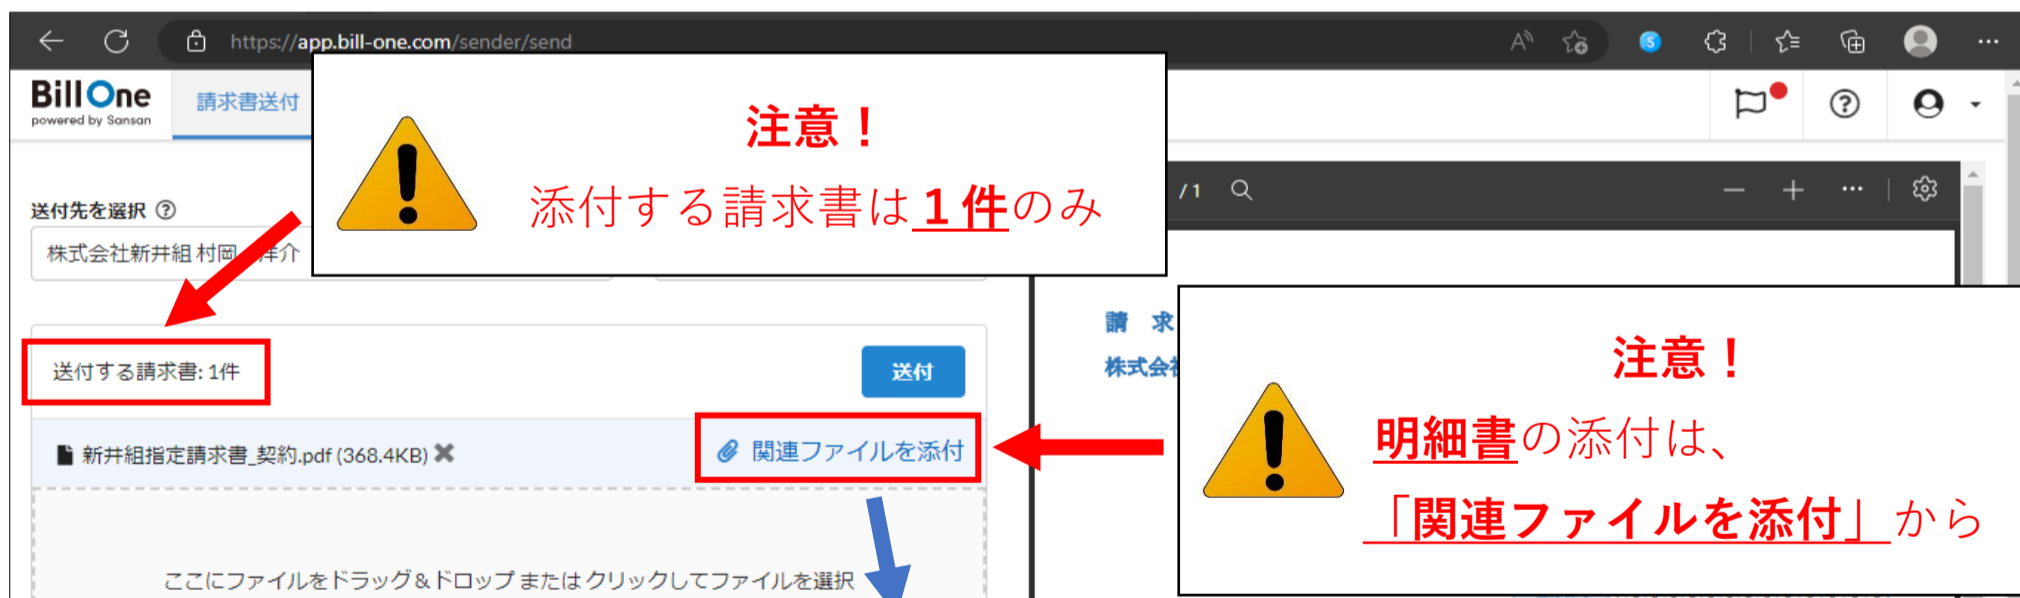 https://app.bill-one.com/sender/send
BillOne
powered by Sansan
請求書送付
注意！
添付する請求書は１件のみ
/1
送付先を選択
株式会社新井組 村岡
洋介
請 求
株式会社
送付する請求書: 1件
送付
注意！
明細書の添付は、
「関連ファイルを添付」から
新井組指定請求書_契約.pdf (368.4KB)
関連ファイルを添付
ここにファイルをドラッグ＆ドロップ または クリックしてファイルを選択